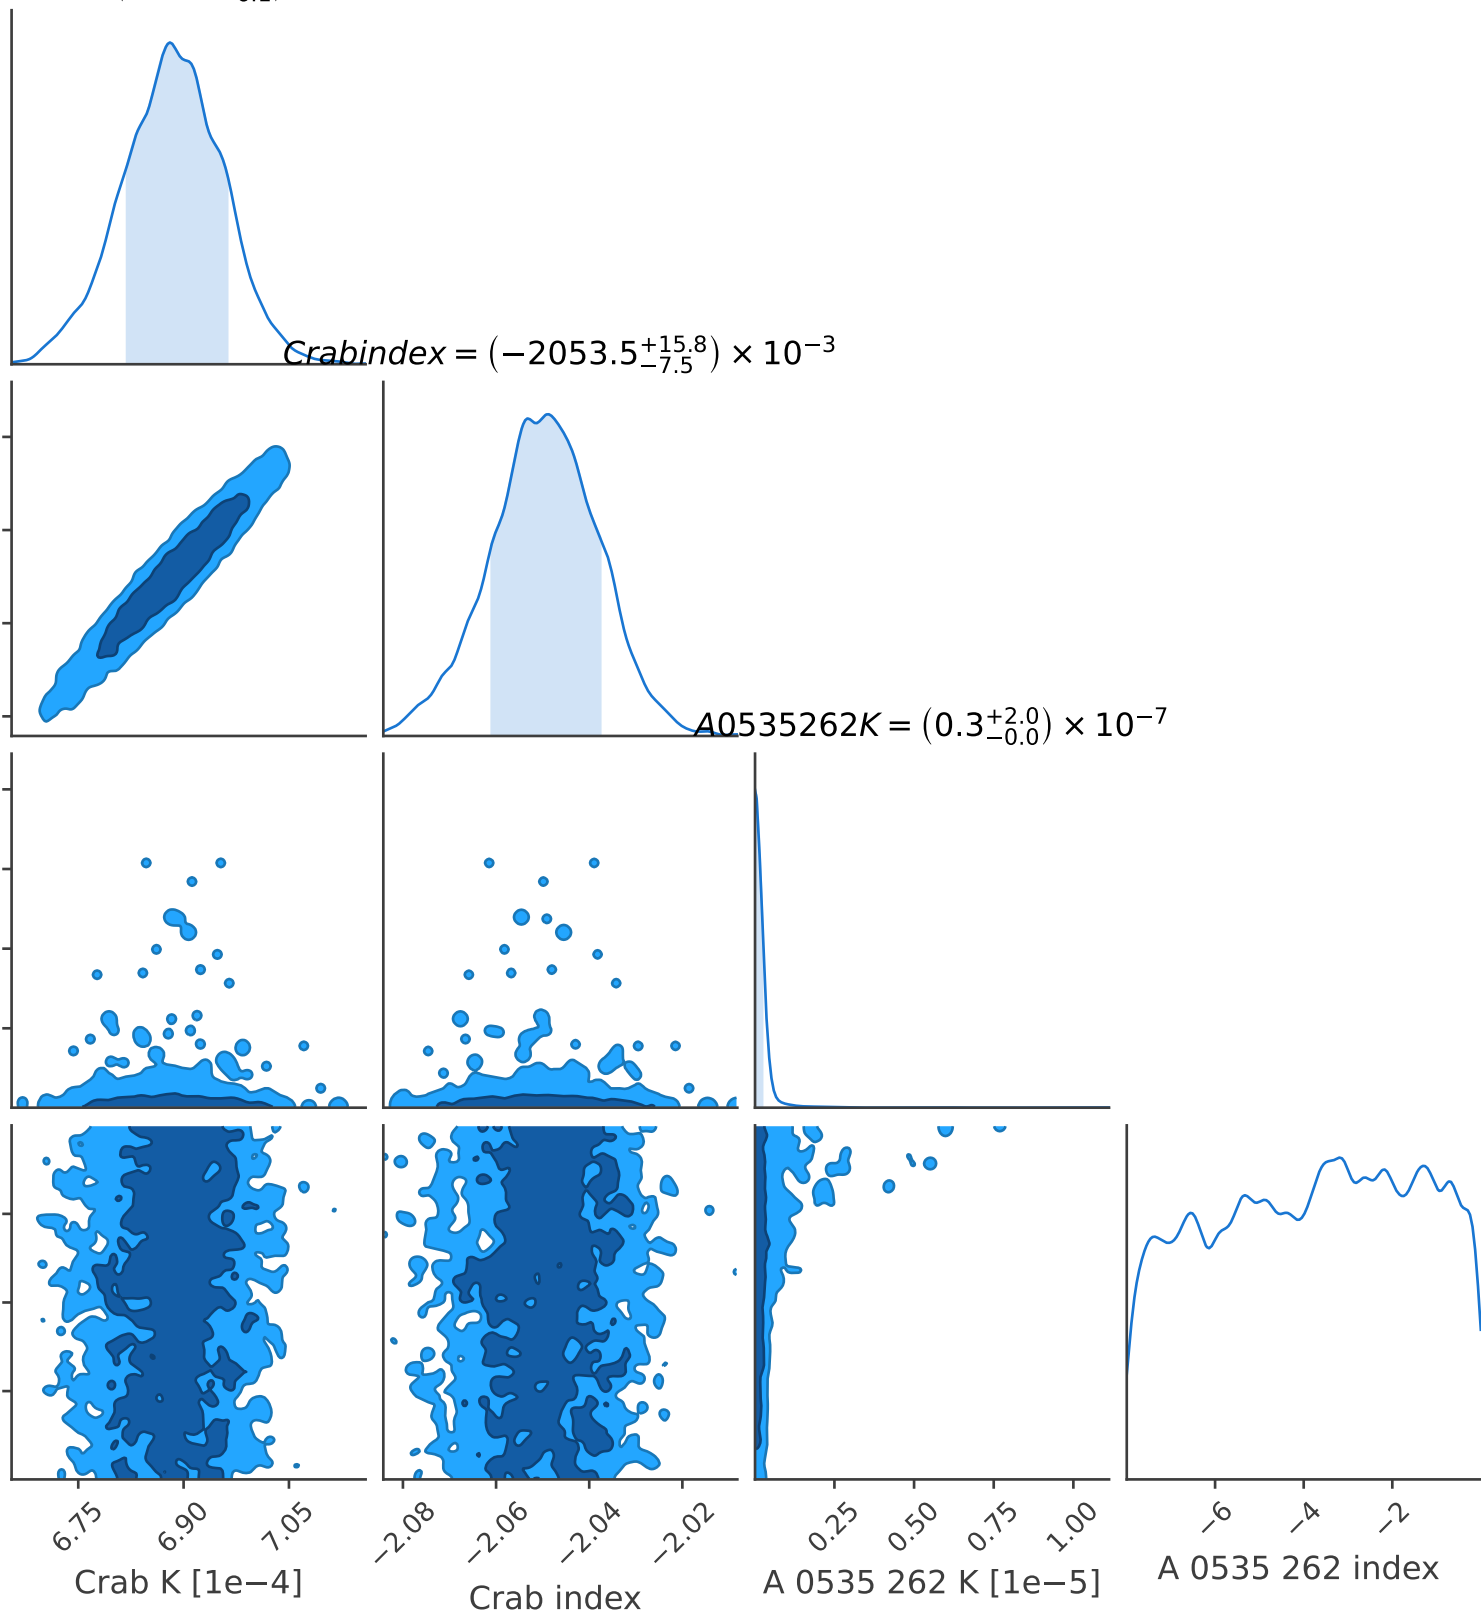 Crabindex = (−2053.5 +15.8 −7.5) × 10−3
A0535262K = (0.3 +2.0 −0.0) × 10−7
6.75 6.90 7.05 −2.08 −2.06 −2.04 −2.02 0.25 0.50 0.75 1.00 −6 −4 −2
Crab K [1e−4] Crab index A 0535 262 K [1e−5] A 0535 262 index